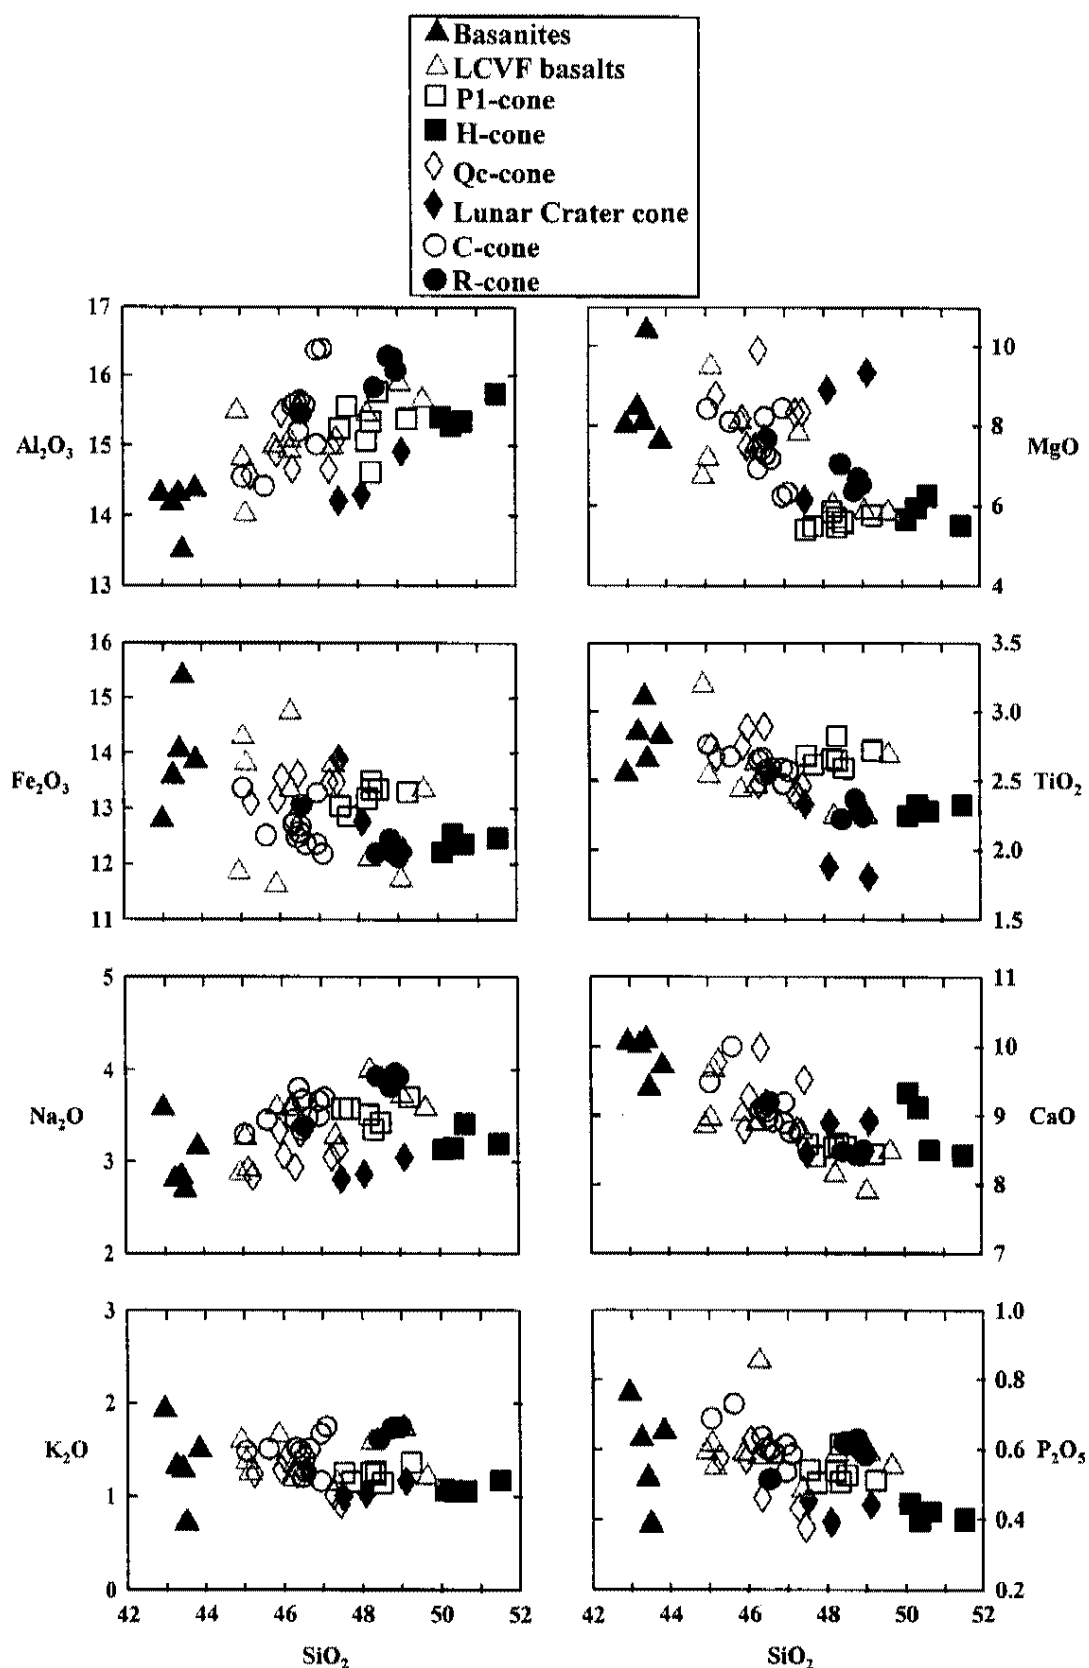 Basanites
LCVF basalts
P1-cone
H-cone
Qc-cone
Lunar Crater cone
C-cone
R-cone
17
16
15
14
13
Al₂O₃
10
8
6
4
MgO
16
15
14
13
12
11
Fe₂O₃
3.5
3.0
2.5
2.0
1.5
TiO₂
5
4
3
2
Na₂O
11
10
9
8
7
CaO
3
2
1
0
K₂O
42 44 46 48 50 52
SiO₂
1.0
0.8
0.6
0.4
0.2
P₂O₅
42 44 46 48 50 52
SiO₂